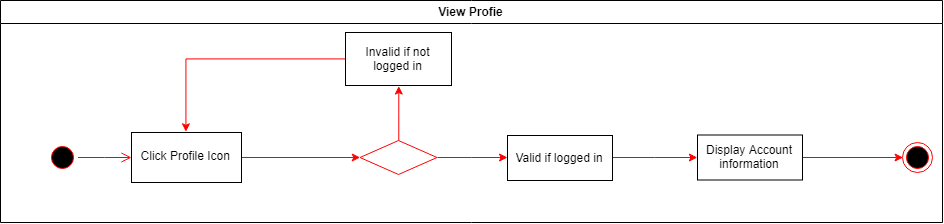 View Profie
Invalid if not
logged in
Click Profile Icon
Valid if logged in
Display Account
information